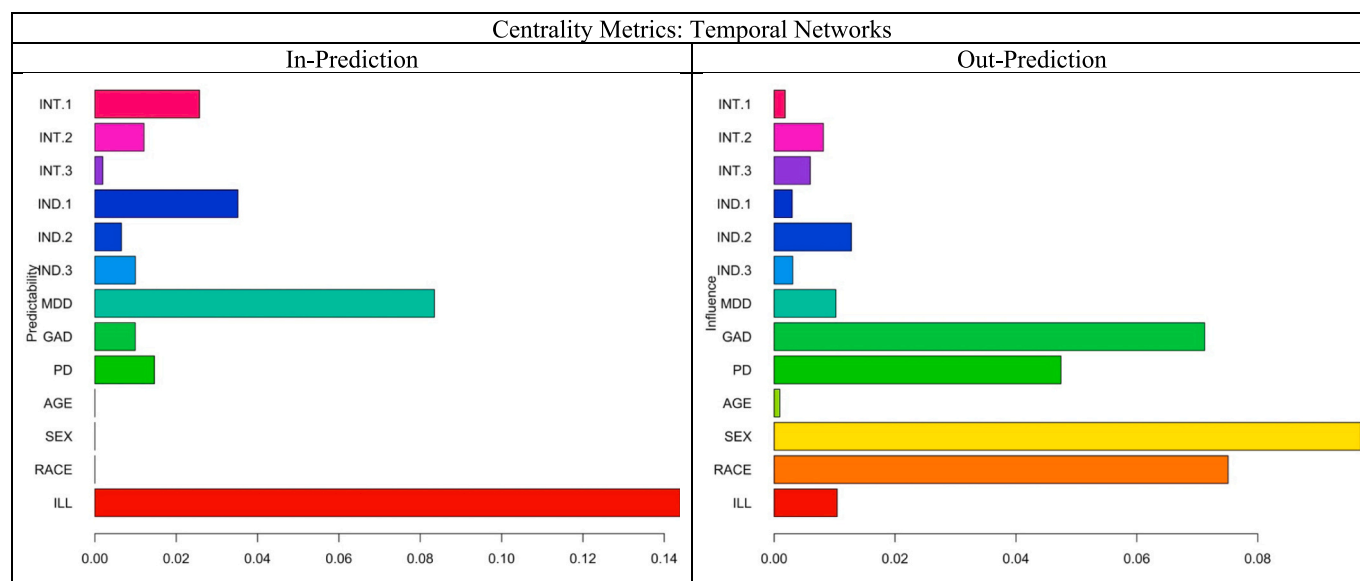 Centrality Metrics: Temporal Networks
In-Prediction
Out-Prediction
Predictability
INT.1
INT.2
INT.3
IND.1
IND.2
IND.3
MDD
GAD
PD
AGE
SEX
RACE
ILL
0.00 0.02 0.04 0.06 0.08 0.10 0.12 0.14
Influence
INT.1
INT.2
INT.3
IND.1
IND.2
IND.3
MDD
GAD
PD
AGE
SEX
RACE
ILL
0.00 0.02 0.04 0.06 0.08